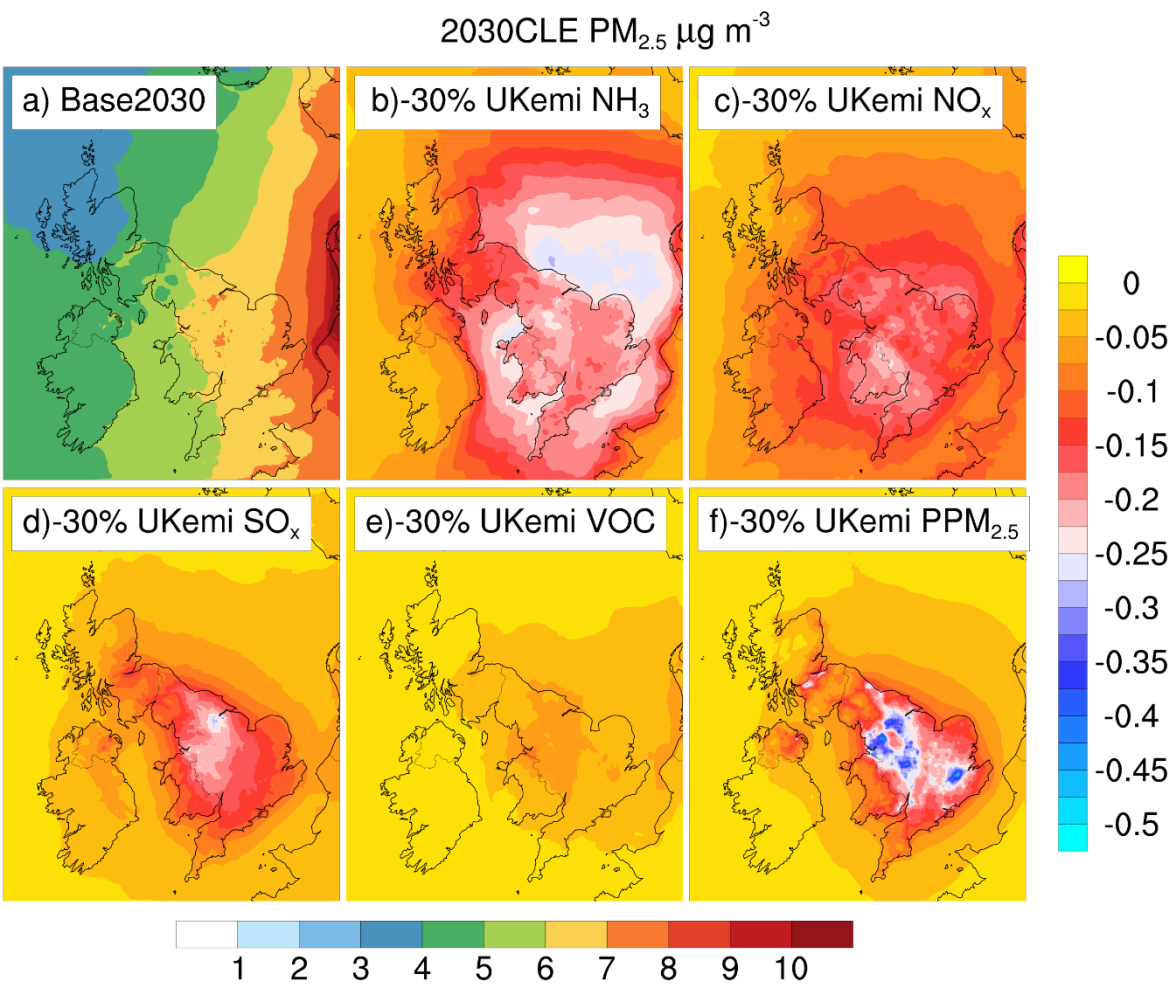 2030CLE PM2.5 µg m-3
a) Base2030
b)-30% UKemi NH3
c)-30% UKemi NOx
0
-0.05
-0.1
-0.15
-0.2
-0.25
-0.3
-0.35
-0.4
-0.45
-0.5
d)-30% UKemi SOx
e)-30% UKemi VOC
f)-30% UKemi PPM2.5
1 2 3 4 5 6 7 8 9 10